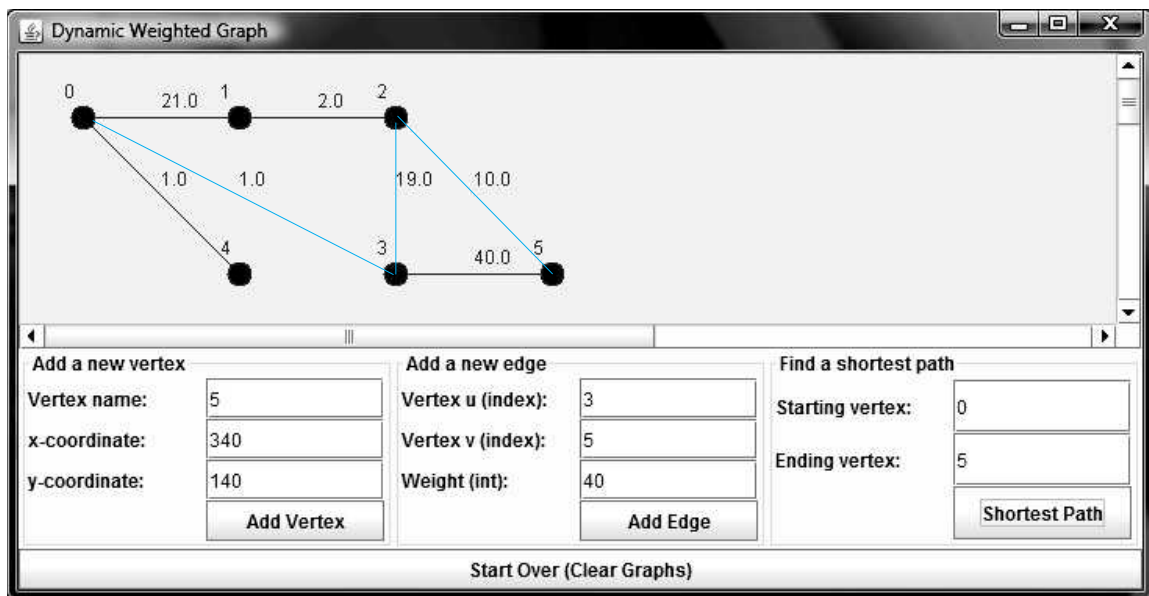 Dynamic Weighted Graph
0 21.0 1 2.0 2
1.0 1.0 19.0 10.0
4 3 40.0 5
Add a new vertex
Vertex name: 5
x-coordinate: 340
y-coordinate: 140
Add Vertex
Add a new edge
Vertex u (index): 3
Vertex v (index): 5
Weight (int): 40
Add Edge
Find a shortest path
Starting vertex: 0
Ending vertex: 5
Shortest Path
Start Over (Clear Graphs)